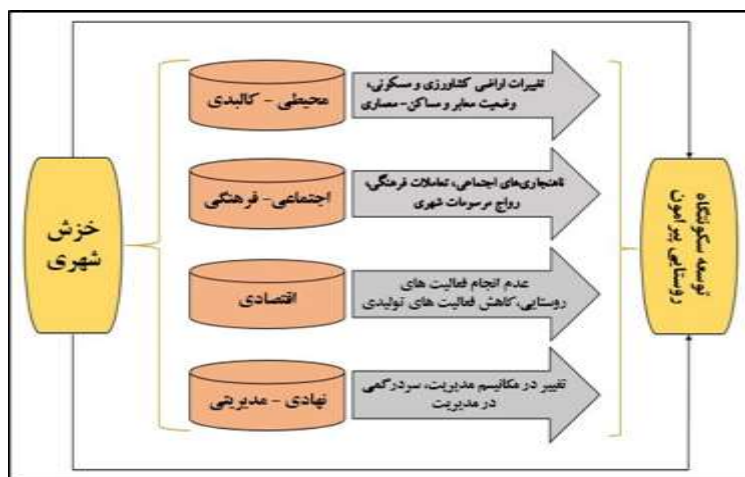 خزش
شهری
محیطی - کالبدی
تغییرات اراضی کشاورزی و مسکونی،
وضعیت معابر و مساکن- معماری
اجتماعی- فرهنگی
ناهنجاری‌های اجتماعی، تعاملات فرهنگی،
رواج مرسومات شهری
اقتصادی
عدم انجام فعالیت های
روستایی،کاهش فعالیت های تولیدی
نهادی - مدیریتی
تغییر در مکانیسم مدیریت، سردرگمی
در مدیریت
توسعه سکونتگاه
روستایی پیرامون